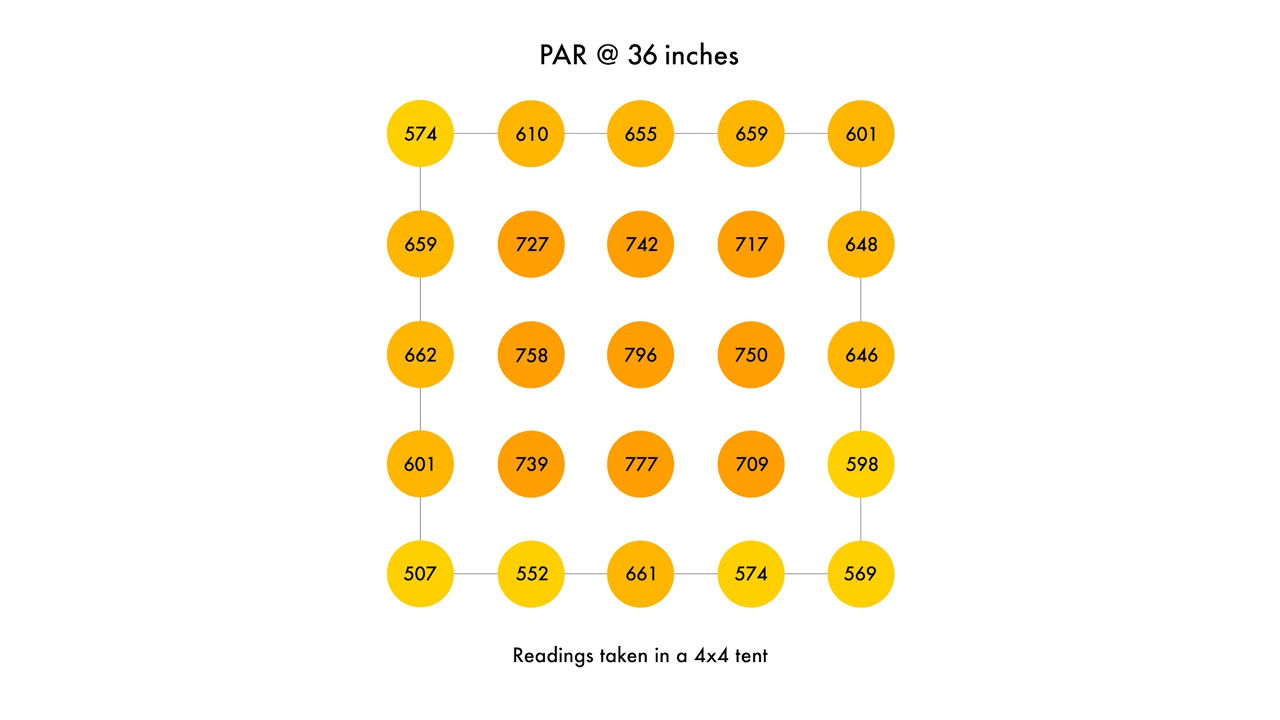 PAR @ 36 inches
574 610 655 659 601
659 727 742 717 648
662 758 796 750 646
601 739 777 709 598
507 552 661 574 569
Readings taken in a 4x4 tent